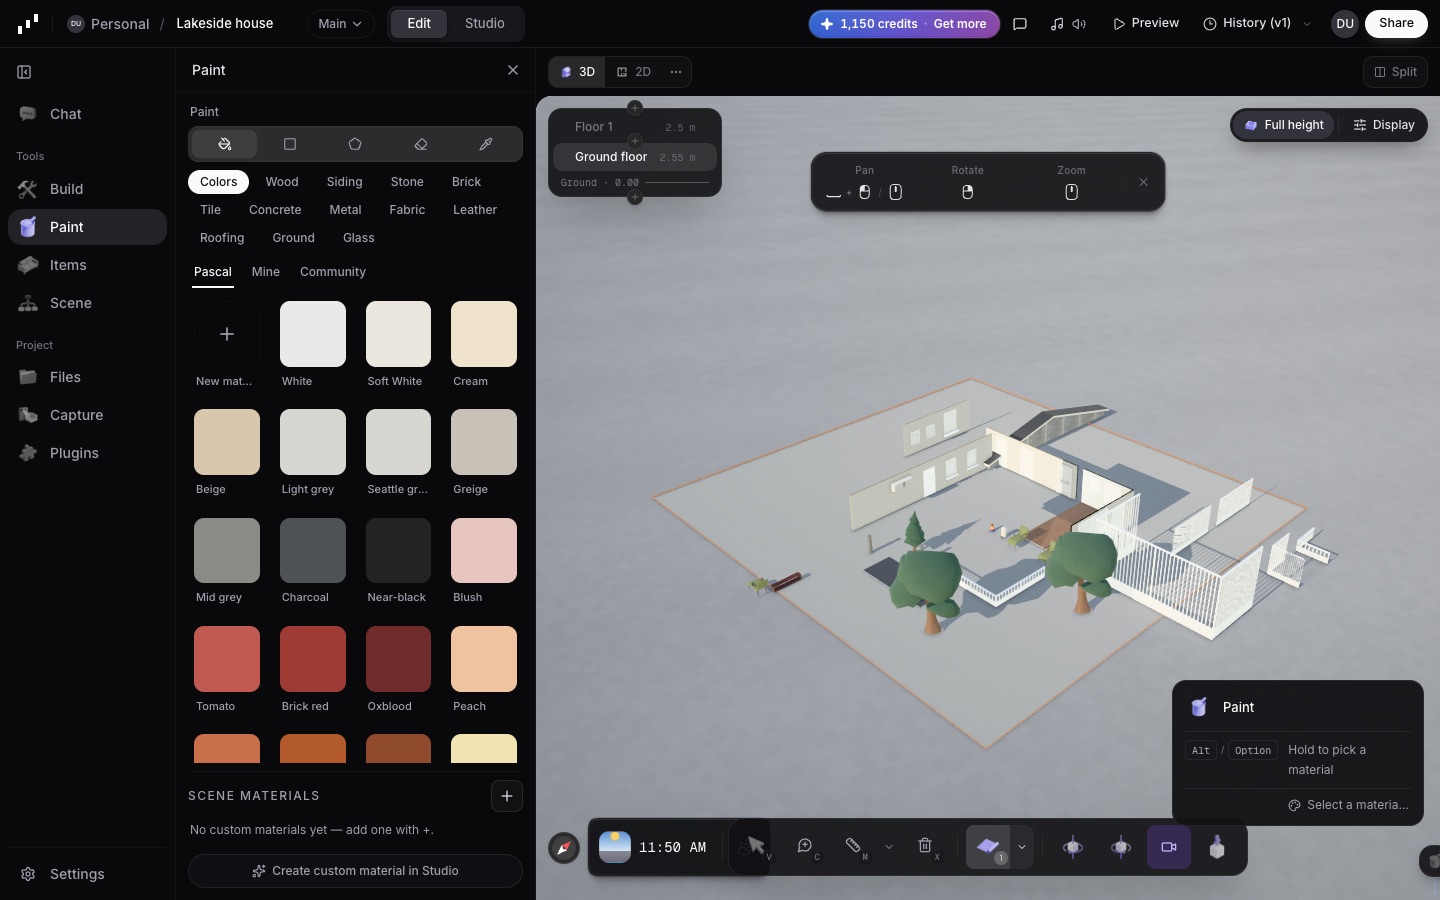 DU Personal / Lakeside house
Main
Edit
Studio
1,150 credits · Get more
Preview
History (v1)
DU
Share
Chat
Tools
Build
Paint
Items
Scene
Project
Files
Capture
Plugins
Settings
Paint
Paint
Colors Wood Siding Stone Brick
Tile Concrete Metal Fabric Leather
Roofing Ground Glass
Pascal Mine Community
New mat... White Soft White Cream
Beige Light grey Seattle gr... Greige
Mid grey Charcoal Near-black Blush
Tomato Brick red Oxblood Peach
SCENE MATERIALS
No custom materials yet — add one with +.
Create custom material in Studio
3D 2D
Split
Floor 1 2.5 m
Ground floor 2.55 m
Ground · 0.00
Pan Rotate Zoom
+ /
Full height
Display
Paint
Alt / Option Hold to pick a
material
Select a materia...
11:50 AM
V C M X 1